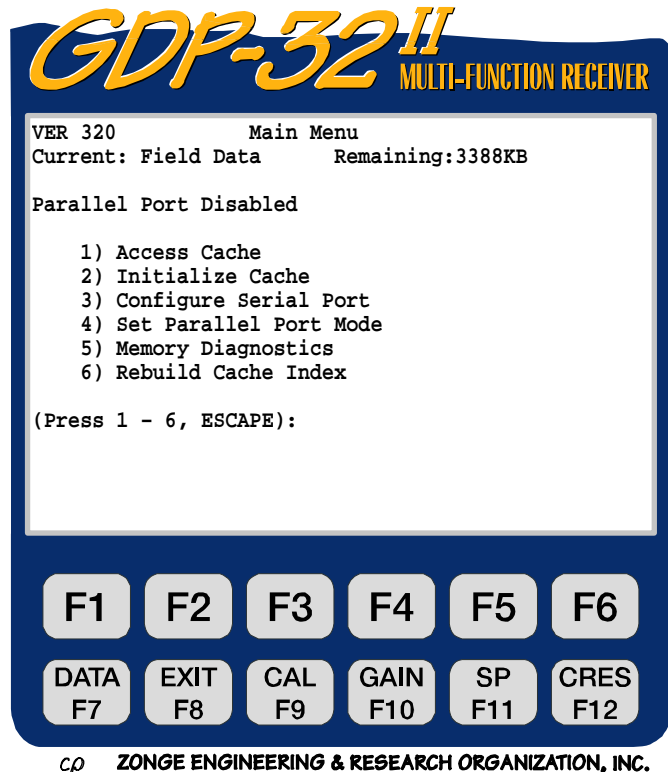 GDP-32 II
MULTI-FUNCTION RECEIVER
VER 320 Main Menu
Current: Field Data Remaining:3388KB
Parallel Port Disabled
1) Access Cache
2) Initialize Cache
3) Configure Serial Port
4) Set Parallel Port Mode
5) Memory Diagnostics
6) Rebuild Cache Index
(Press 1 - 6, ESCAPE):
F1 F2 F3 F4 F5 F6
DATA EXIT CAL GAIN SP CRES
F7 F8 F9 F10 F11 F12
ZONGE ENGINEERING & RESEARCH ORGANIZATION, INC.